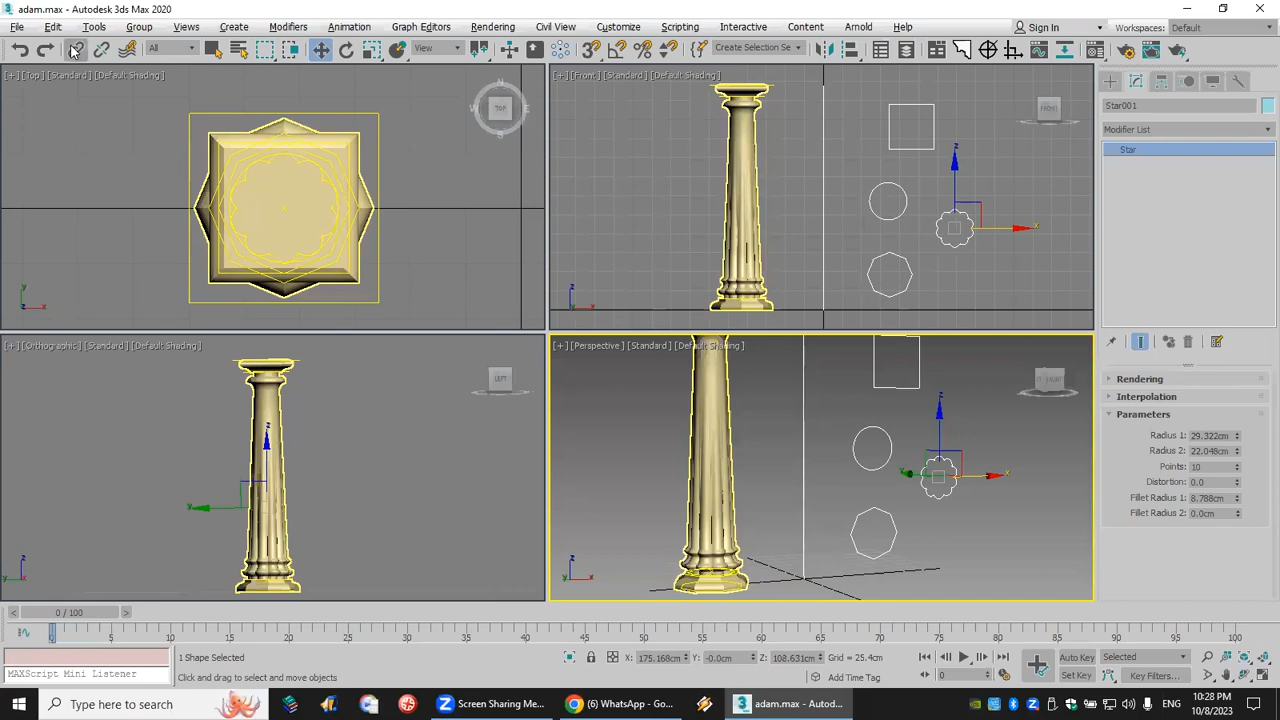 adam.max - Autodesk 3ds Max 2020
File Edit Tools Group Views Create Modifiers Animation Graph Editors Rendering Civil View Customize Scripting Interactive Content Arnold Help Sign In Workspaces: Default
All View Create Selection Se
[+] [Top] [Standard] [Default Shading]
N
W TOP E
S
[+] [Front] [Standard] [Default Shading]
FRONT
z
x
z
x
y
x
Star001
Modifier List
Star
[+] [Orthographic] [Standard] [Default Shading]
LEFT
z
y
z
y
[+] [Perspective] [Standard] [Default Shading]
z
y
x
z
x
Rendering
Interpolation
Parameters
Radius 1: 29.322cm
Radius 2: 22.048cm
Points: 10
Distortion: 0.0
Fillet Radius 1: 8.788cm
Fillet Radius 2: 0.0cm
< 0 / 100 >
0 5 10 15 20 25 30 35 40 45 50 55 60 65 70 75 80 85 90 95 100
1 Shape Selected
X: 175.168cm Y: -0.0cm Z: 108.631cm Grid = 25.4cm
Auto Key Selected
MAXScript Mini Listener
Click and drag to select and move objects
Add Time Tag
0
Set Key Key Filters...
Type here to search
Screen Sharing Me...
(6) WhatsApp - Go...
adam.max - Autod...
ENG
10:28 PM
10/8/2023